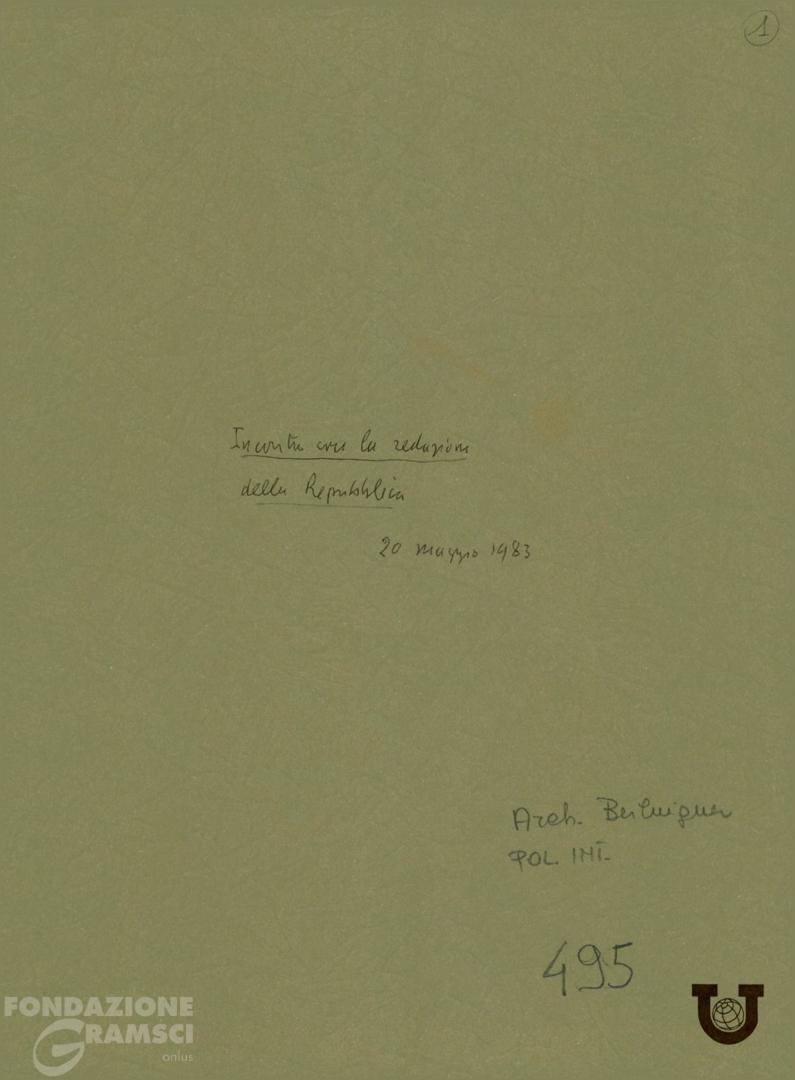 1
Incontro con la redazione
della Repubblica
20 maggio 1983
Arch. Berlinguer
POL. INT.
495
FONDAZIONE
GRAMSCI
onlus
U